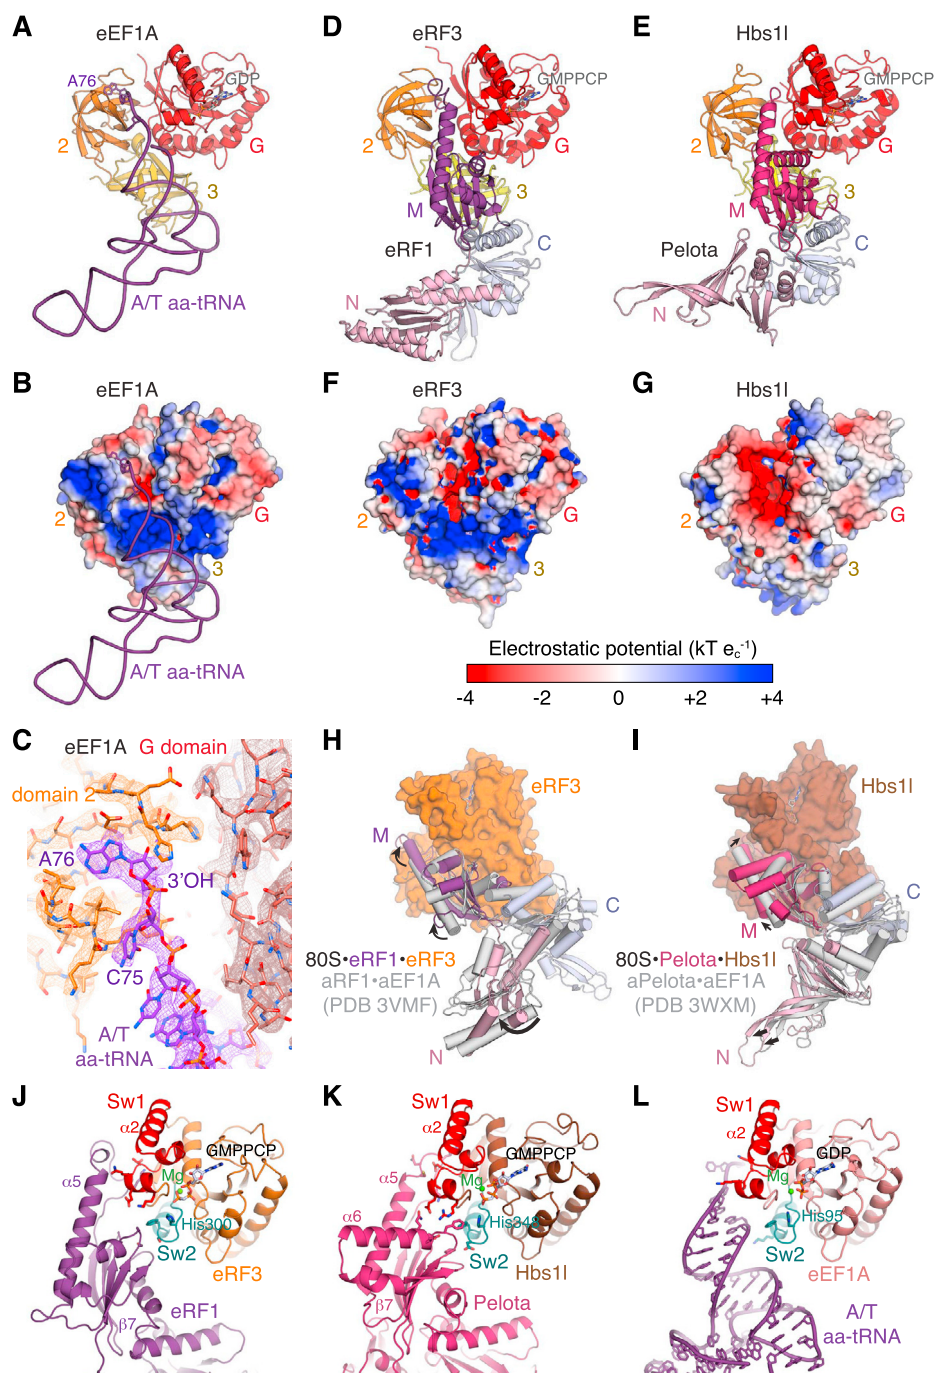 A
eEF1A
A76
GDP
2
G
3
A/T aa-tRNA
D
eRF3
GMPPCP
2
G
3
M
eRF1
C
N
E
Hbs1l
GMPPCP
2
G
3
M
Pelota
C
N
B
eEF1A
2
G
3
A/T aa-tRNA
F
eRF3
2
G
3
G
Hbs1l
2
G
3
Electrostatic potential (kT ec-1)
-4 -2 0 +2 +4
C
eEF1A G domain
domain 2
A76
3'OH
C75
A/T
aa-tRNA
H
eRF3
M
C
80S•eRF1•eRF3
aRF1•aEF1A
(PDB 3VMF)
N
I
Hbs1l
C
M
80S•Pelota•Hbs1l
aPelota•aEF1A
(PDB 3WXM)
N
J
Sw1
α2
GMPPCP
α5
Mg
His300
Sw2
eRF3
eRF1
β7
K
Sw1
α2
GMPPCP
α5
Mg
α6
His348
Sw2
Hbs1l
β7
Pelota
L
Sw1
α2
GDP
Mg
His95
Sw2
eEF1A
A/T
aa-tRNA